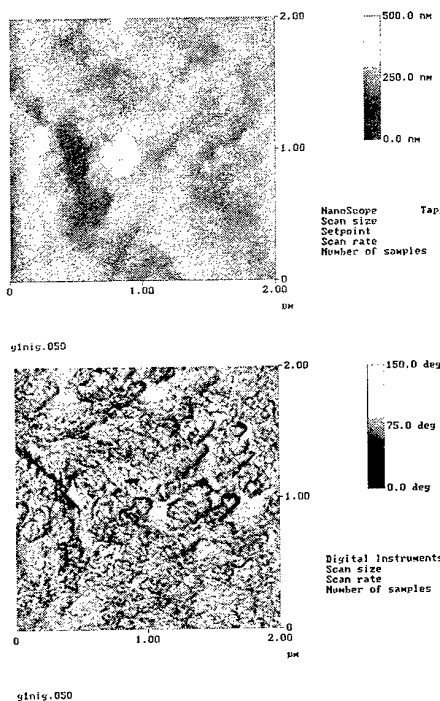 2.00
1.00
0
0
1.00
2.00
µM
500.0 nM
250.0 nM
0.0 nM
NanoScope Tap
Scan size
Setpoint
Scan rate
Number of samples
g1nig.050
2.00
1.00
0
0
1.00
2.00
µM
150.0 deg
75.0 deg
0.0 deg
Digital Instruments
Scan size
Scan rate
Number of samples
g1nig.050